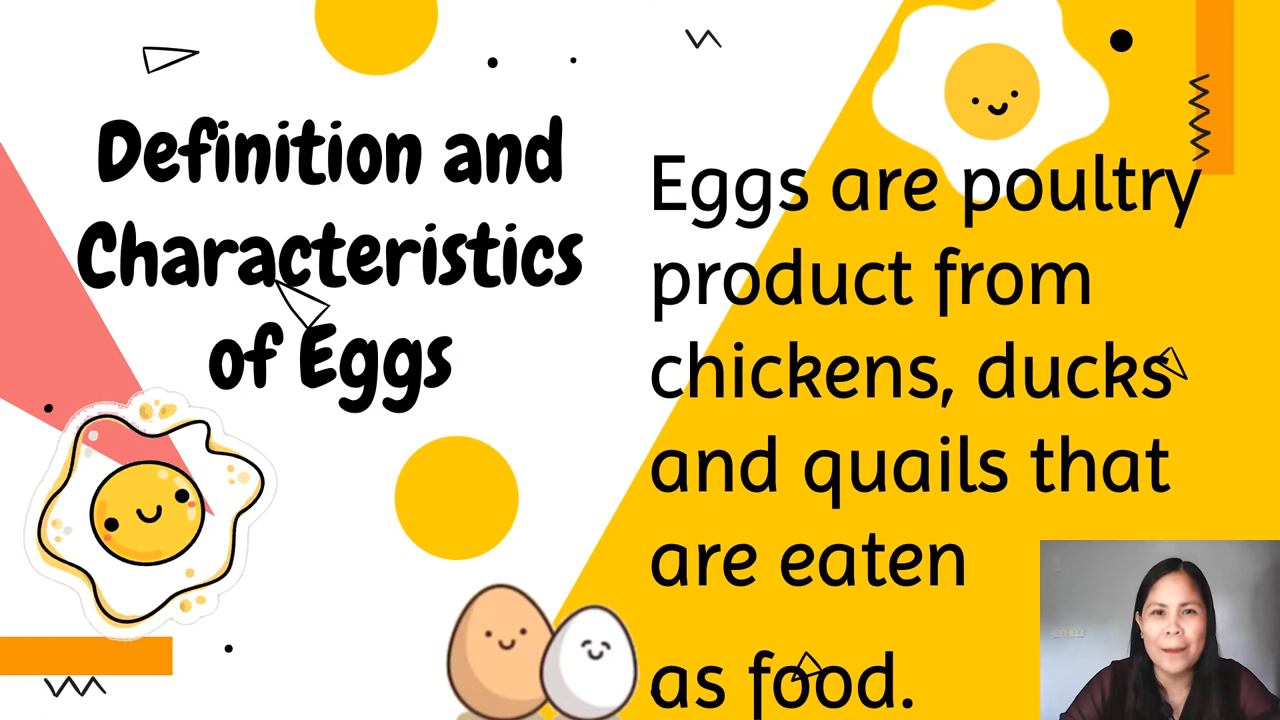 Definition and
Characteristics
of Eggs
Eggs are poultry
product from
chickens, ducks
and quails that
are eaten
as food.